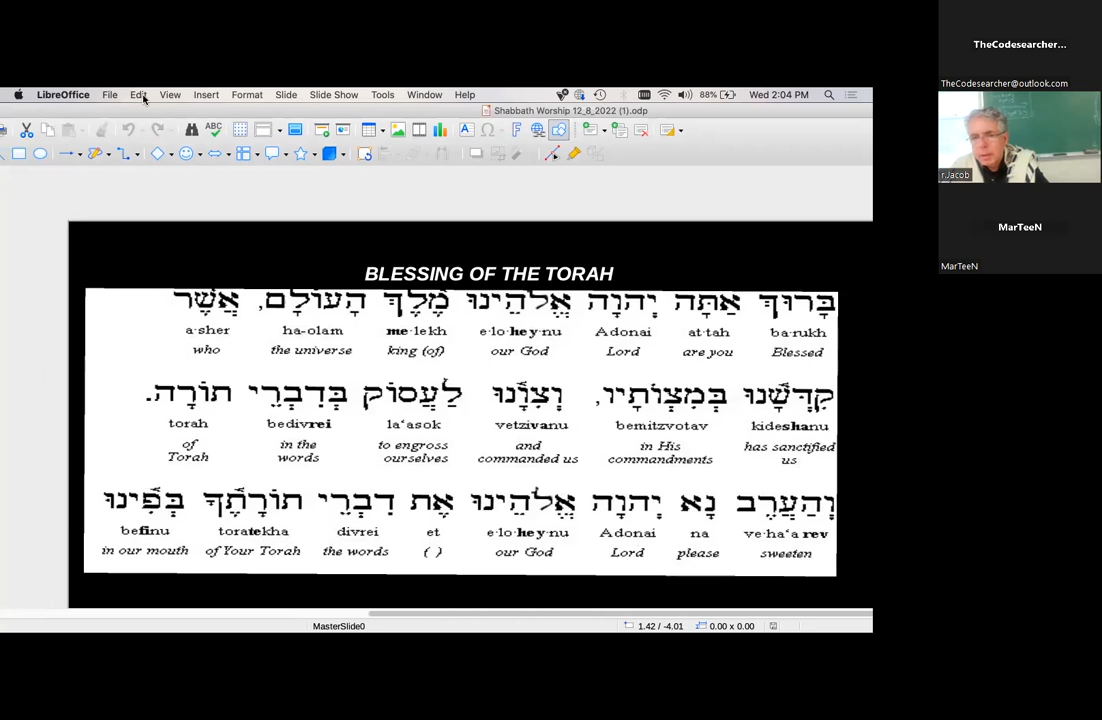 LibreOffice File Edit View Insert Format Slide Slide Show Tools Window Help 88% Wed 2:04 PM
Shabbath Worship 12_8_2022 (1).odp
BLESSING OF THE TORAH
בָּרוּךְ אַתָּה יְהוָה אֱלֹהֵינוּ מֶלֶךְ הָעוֹלָם, אֲשֶׁר
a·sher ha-olam me·lekh e·lo·hey·nu Adonai at·tah ba·rukh
who the universe king (of) our God Lord are you Blessed
קִדְּשָׁנוּ בְּמִצְוֹתָיו, וְצִוָּנוּ לַעֲסוֹק בְּדִבְרֵי תוֹרָה.
torah bedivrei la'asok vetzivanu bemitzvotav kideshanu
of in the to engross and in His has sanctified
Torah words ourselves commanded us commandments us
וְהַעֲרֵב נָא יְהוָה אֱלֹהֵינוּ אֶת דִּבְרֵי תוֹרָתֶךָ בְּפִינוּ
befinu toratekha divrei et e·lo·hey·nu Adonai na ve·ha'a rev
in our mouth of Your Torah the words ( ) our God Lord please sweeten
MasterSlide0 1.42 / -4.01 0.00 x 0.00
TheCodesearcher...
TheCodesearcher@outlook.com
r.Jacob
MarTeeN
MarTeeN